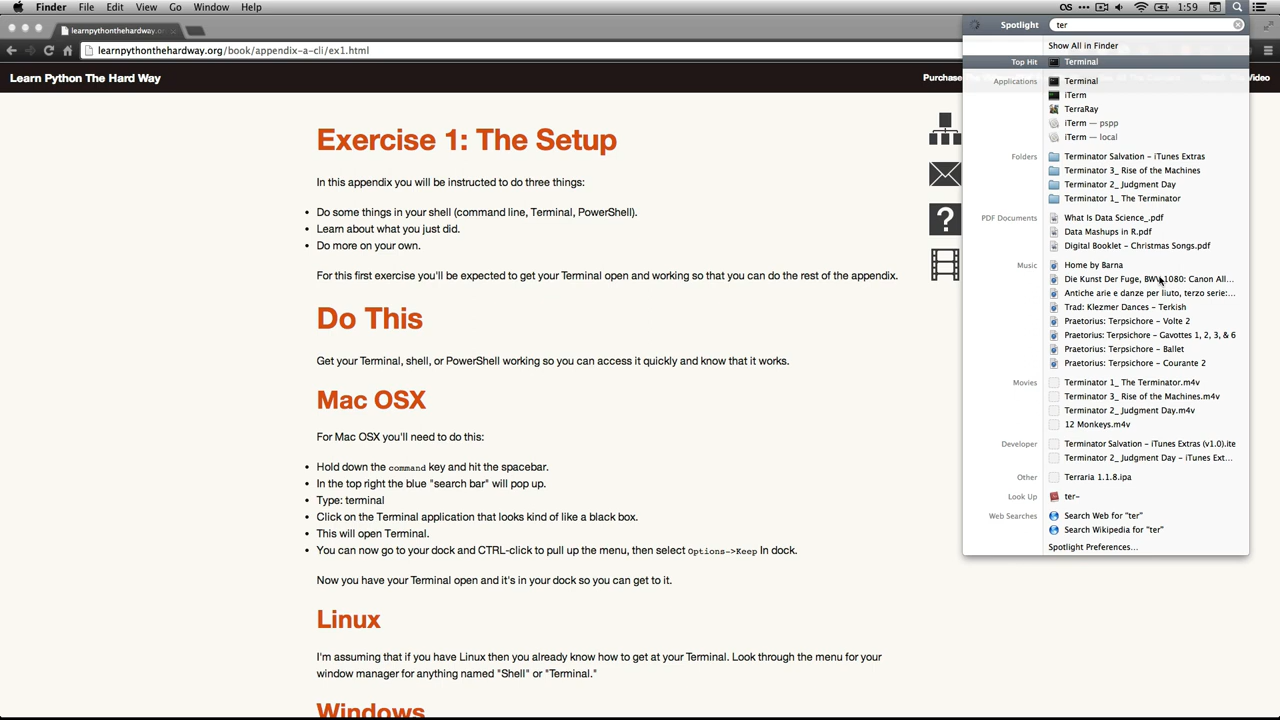 Finder File Edit View Go Window Help
1:59
learnpythonthehardway.org/
learnpythonthehardway.org/book/appendix-a-cli/ex1.html
Learn Python The Hard Way
Exercise 1: The Setup
In this appendix you will be instructed to do three things:
Do some things in your shell (command line, Terminal, PowerShell).
Learn about what you just did.
Do more on your own.
For this first exercise you'll be expected to get your Terminal open and working so that you can do the rest of the appendix.
Do This
Get your Terminal, shell, or PowerShell working so you can access it quickly and know that it works.
Mac OSX
For Mac OSX you'll need to do this:
Hold down the command key and hit the spacebar.
In the top right the blue "search bar" will pop up.
Type: terminal
Click on the Terminal application that looks kind of like a black box.
This will open Terminal.
You can now go to your dock and CTRL-click to pull up the menu, then select Options->Keep In dock.
Now you have your Terminal open and it's in your dock so you can get to it.
Linux
I'm assuming that if you have Linux then you already know how to get at your Terminal. Look through the menu for your
window manager for anything named "Shell" or "Terminal."
Windows
Spotlight ter
Show All in Finder
Top Hit Terminal
Applications Terminal
iTerm
TerraRay
iTerm — pspp
iTerm — local
Folders Terminator Salvation – iTunes Extras
Terminator 3_ Rise of the Machines
Terminator 2_ Judgment Day
Terminator 1_ The Terminator
PDF Documents What Is Data Science_.pdf
Data Mashups in R.pdf
Digital Booklet – Christmas Songs.pdf
Music Home by Barna
Die Kunst Der Fuge, BWV 1080: Canon All...
Antiche arie e danze per liuto, terzo serie:...
Trad: Klezmer Dances – Terkish
Praetorius: Terpsichore – Volte 2
Praetorius: Terpsichore – Gavottes 1, 2, 3, & 6
Praetorius: Terpsichore – Ballet
Praetorius: Terpsichore – Courante 2
Movies Terminator 1_ The Terminator.m4v
Terminator 3_ Rise of the Machines.m4v
Terminator 2_ Judgment Day.m4v
12 Monkeys.m4v
Developer Terminator Salvation – iTunes Extras (v1.0).ite
Terminator 2_ Judgment Day – iTunes Ext...
Other Terraria 1.1.8.ipa
Look Up ter-
Web Searches Search Web for "ter"
Search Wikipedia for "ter"
Spotlight Preferences...
Purchase
Video